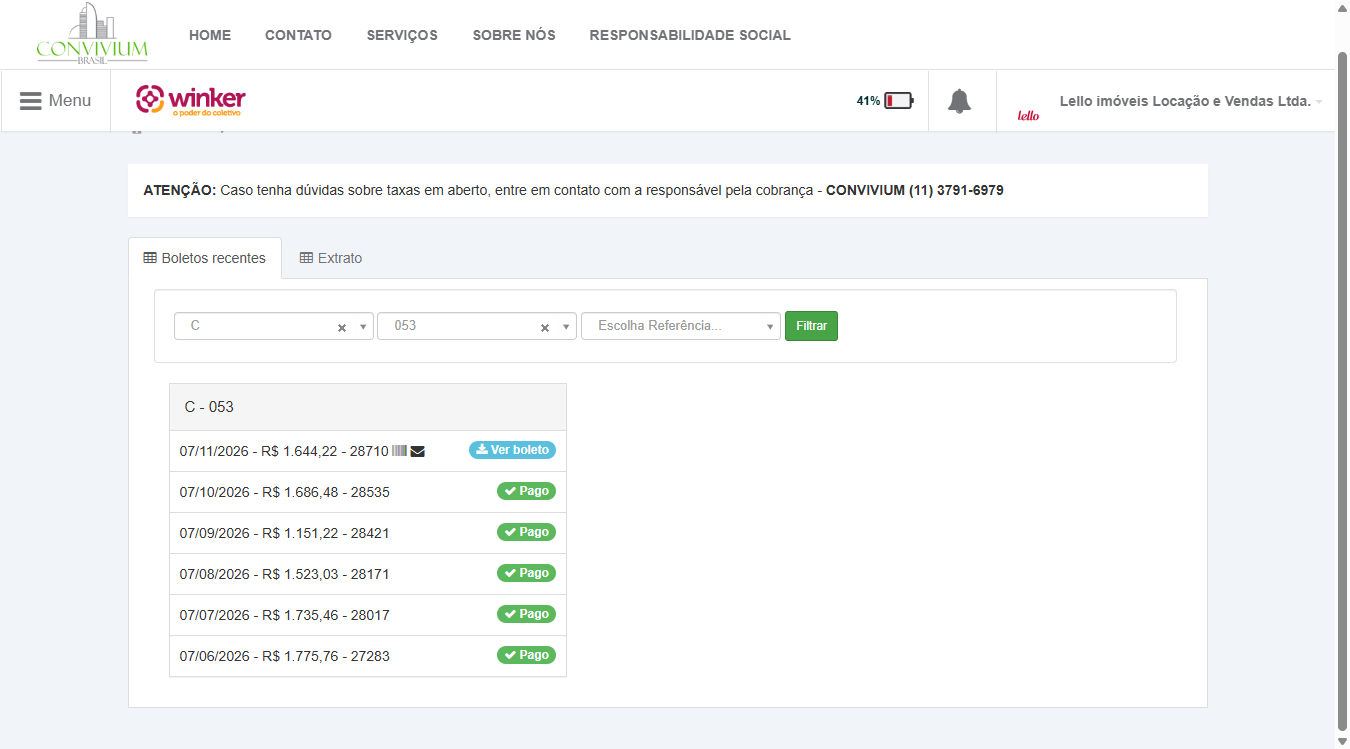 CONVIVIUM
BRASIL
HOME CONTATO SERVIÇOS SOBRE NÓS RESPONSABILIDADE SOCIAL
Menu
winker
o poder do coletivo
41%
lello
Lello imóveis Locação e Vendas Ltda.
ATENÇÃO: Caso tenha dúvidas sobre taxas em aberto, entre em contato com a responsável pela cobrança - CONVIVIUM (11) 3791-6979
Boletos recentes Extrato
C 053 Escolha Referência... Filtrar
C - 053
07/11/2026 - R$ 1.644,22 - 28710 Ver boleto
07/10/2026 - R$ 1.686,48 - 28535 Pago
07/09/2026 - R$ 1.151,22 - 28421 Pago
07/08/2026 - R$ 1.523,03 - 28171 Pago
07/07/2026 - R$ 1.735,46 - 28017 Pago
07/06/2026 - R$ 1.775,76 - 27283 Pago